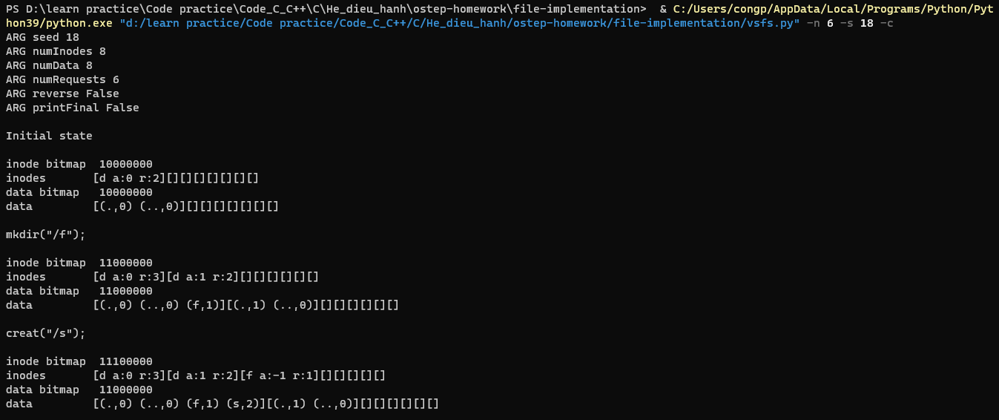 PS D:\learn practice\Code practice\Code_C_C++\C\He_dieu_hanh\ostep-homework\file-implementation>  & C:/Users/congp/AppData/Local/Programs/Python/Pyt
hon39/python.exe "d:/learn practice/Code practice/Code_C_C++/C/He_dieu_hanh/ostep-homework/file-implementation/vsfs.py" -n 6 -s 18 -c
ARG seed 18
ARG numInodes 8
ARG numData 8
ARG numRequests 6
ARG reverse False
ARG printFinal False
Initial state
inode bitmap  10000000
inodes       [d a:0 r:2][][][][][][][]
data bitmap   10000000
data         [(.,0) (..,0)][][][][][][][]
mkdir("/f");
inode bitmap  11000000
inodes       [d a:0 r:3][d a:1 r:2][][][][][][]
data bitmap   11000000
data         [(.,0) (..,0) (f,1)][(.,1) (..,0)][][][][][][]
creat("/s");
inode bitmap  11100000
inodes       [d a:0 r:3][d a:1 r:2][f a:-1 r:1][][][][][]
data bitmap   11000000
data         [(.,0) (..,0) (f,1) (s,2)][(.,1) (..,0)][][][][][][]